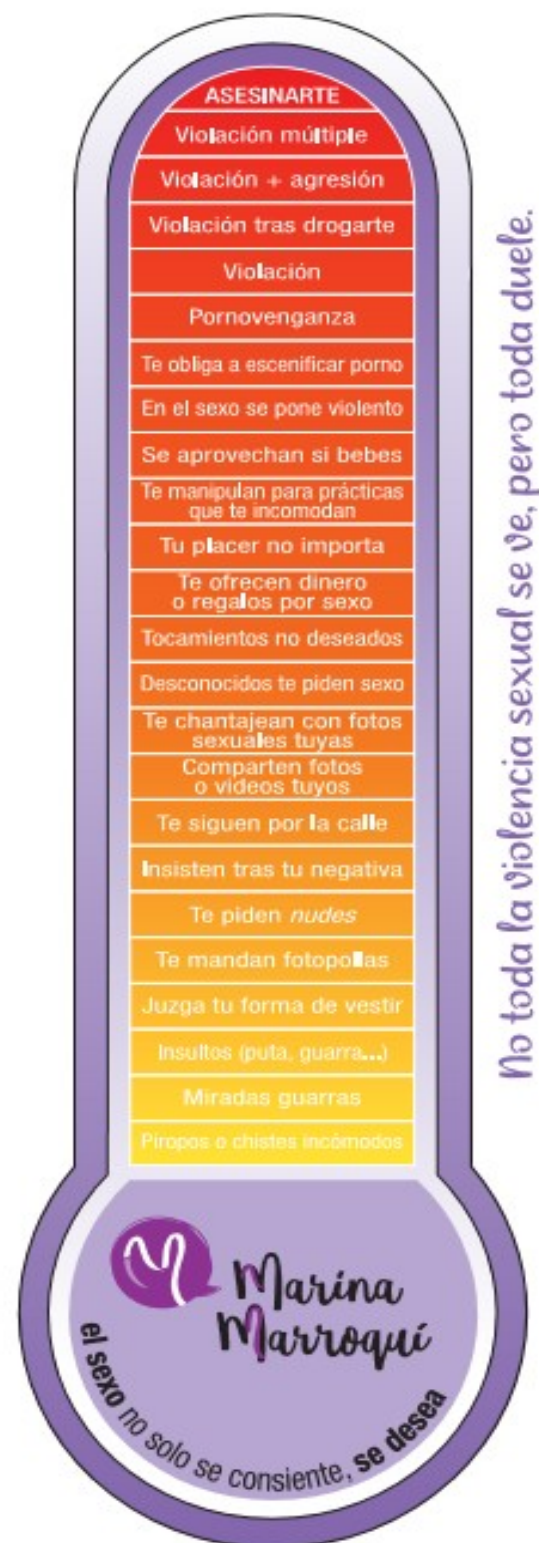 ASESINARTE
Violación múltiple
Violación + agresión
Violación tras drogarte
Violación
Pornovenganza
Te obliga a escenificar porno
En el sexo se pone violento
Se aprovechan si bebes
Te manipulan para prácticas
que te incomodan
Tu placer no importa
Te ofrecen dinero
o regalos por sexo
Tocamientos no deseados
Desconocidos te piden sexo
Te chantajean con fotos
sexuales tuyas
Comparten fotos
o vídeos tuyos
Te siguen por la calle
Insisten tras tu negativa
Te piden nudes
Te mandan fotopollas
Juzga tu forma de vestir
Insultos (puta, guarra...)
Miradas guarras
Piropos o chistes incómodos
Marina
Marroquí
el sexo no solo se consiente, se desea
No toda la violencia sexual se ve, pero toda duele.